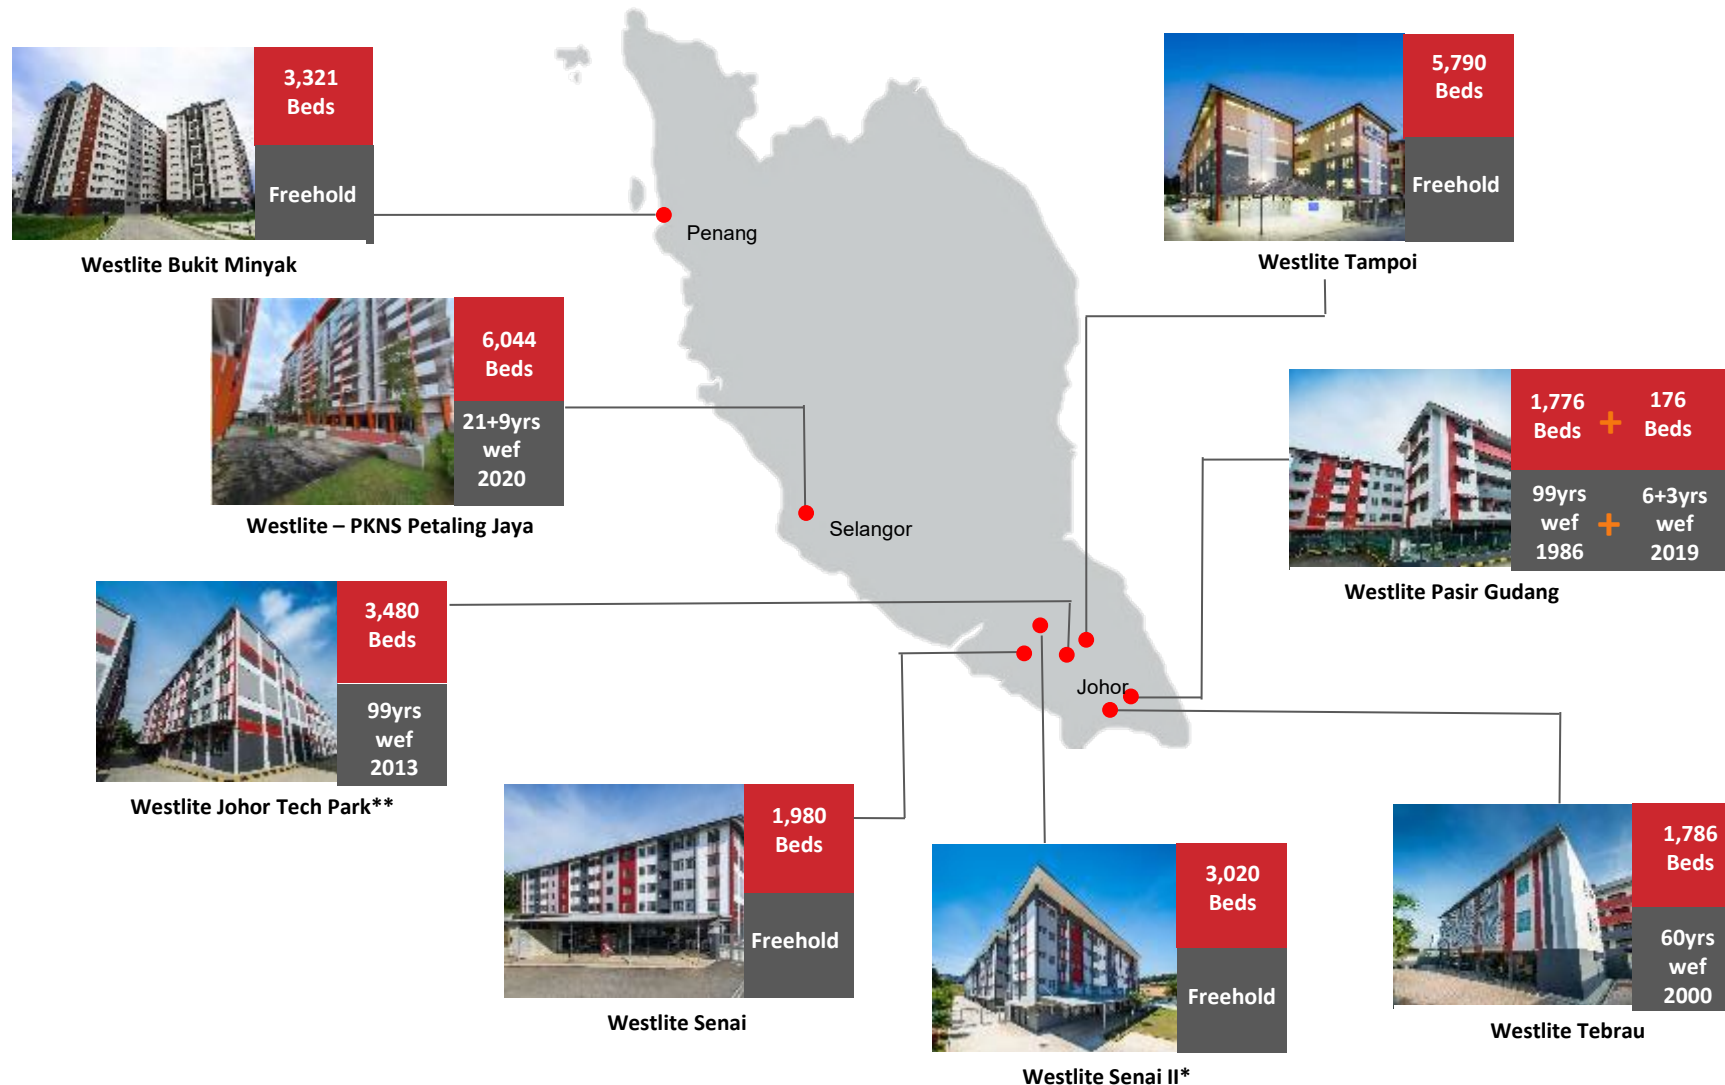 3,321
Beds
Freehold
Westlite Bukit Minyak
Penang
5,790
Beds
Freehold
Westlite Tampoi
6,044
Beds
21+9yrs
wef
2020
Westlite – PKNS Petaling Jaya
Selangor
1,776
Beds
+
176
Beds
99yrs
wef
1986
+
6+3yrs
wef
2019
Westlite Pasir Gudang
3,480
Beds
99yrs
wef
2013
Westlite Johor Tech Park**
Johor
1,980
Beds
Freehold
Westlite Senai
3,020
Beds
Freehold
Westlite Senai II*
1,786
Beds
60yrs
wef
2000
Westlite Tebrau